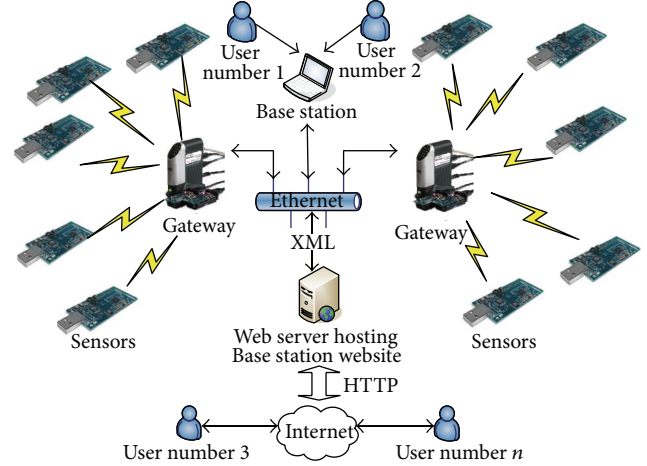 User
number 1
User
number 2
Base station
Ethernet
Gateway
Gateway
XML
Web server hosting
Base station website
Sensors
Sensors
HTTP
Internet
User number 3
User number n